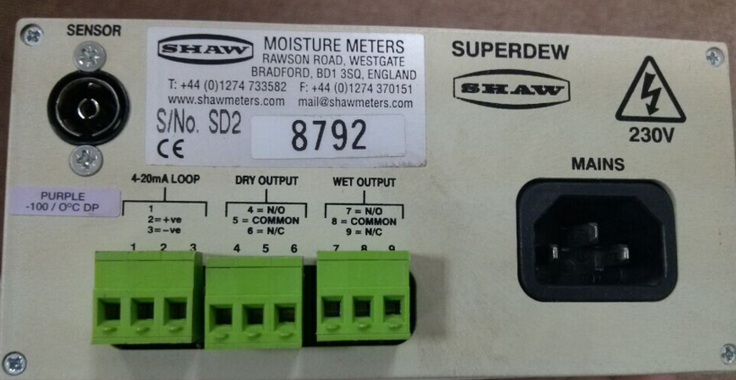 SENSOR
SHAW
MOISTURE METERS
RAWSON ROAD, WESTGATE
BRADFORD, BD1 3SQ, ENGLAND
T: +44 (0)1274 733582 F: +44 (0)1274 370151
www.shawmeters.com mail@shawmeters.com
S/No. SD2 8792
CE
SUPERDEW
SHAW
230V
MAINS
PURPLE
-100 / 0°C DP
4-20mA LOOP
1
2=+ve
3=-ve
1 2 3
DRY OUTPUT
4 = N/O
5 = COMMON
6 = N/C
4 5 6
WET OUTPUT
7 = N/O
8 = COMMON
9 = N/C
7 8 9